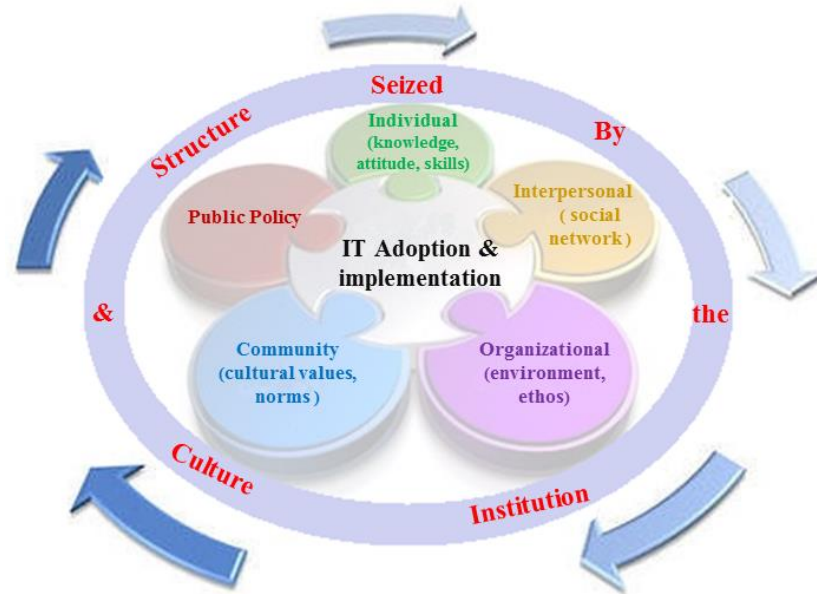 Seized
By
the
Institution
Culture
&
Structure
Individual
(knowledge,
attitude, skills)
Interpersonal
( social
network )
Organizational
(environment,
ethos)
Community
(cultural values,
norms )
Public Policy
IT Adoption &
implementation